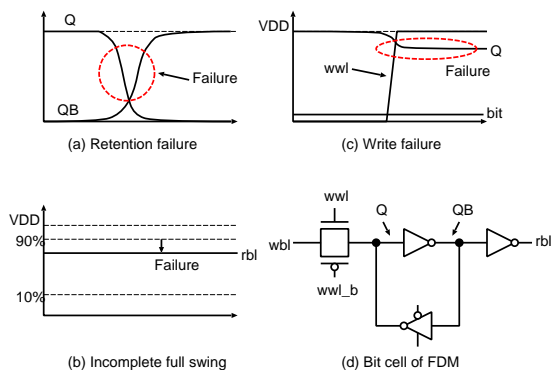 Q
Failure
QB
(a) Retention failure
VDD
Q
wwl
Failure
bit
(c) Write failure
VDD
90%
rbl
Failure
10%
(b) Incomplete full swing
wwl
Q
QB
wbl
rbl
wwl_b
(d) Bit cell of FDM